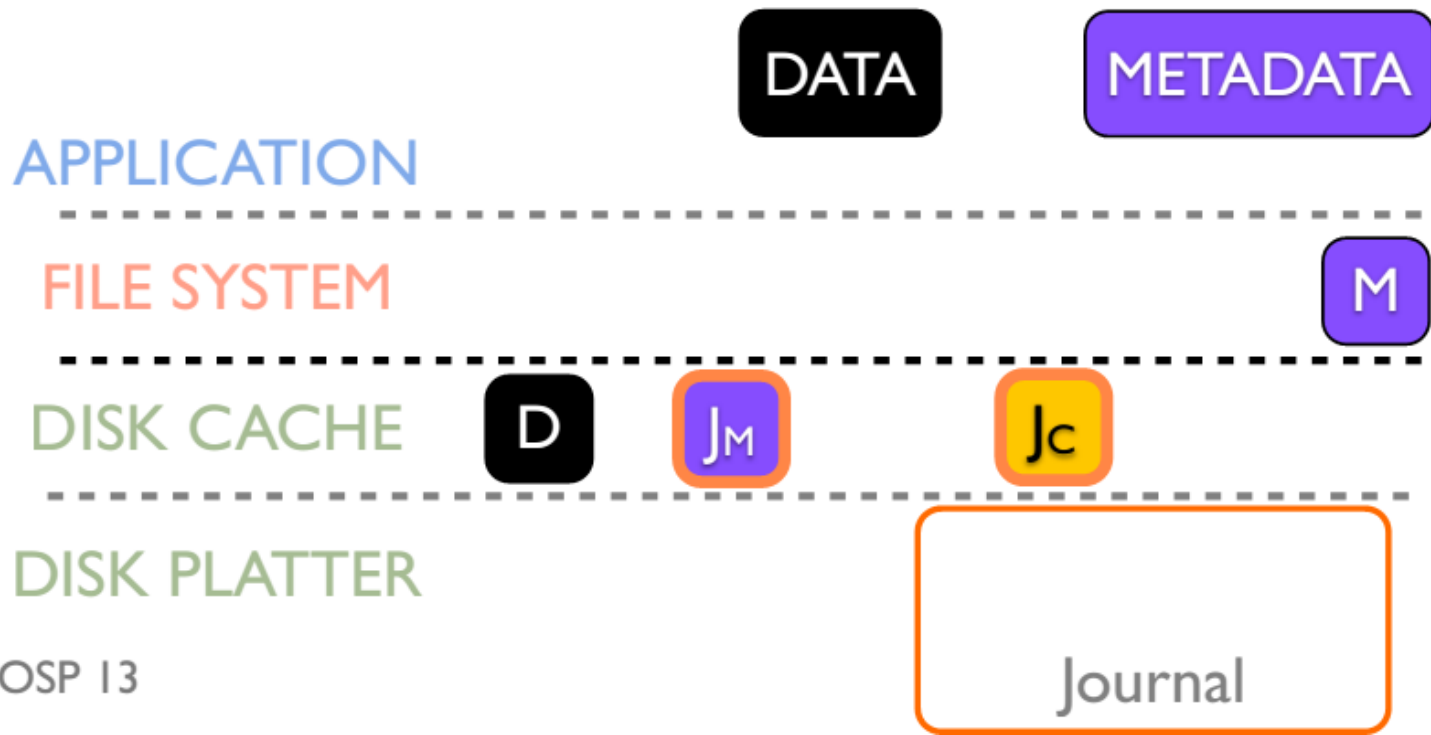 DATA METADATA
APPLICATION
FILE SYSTEM M
DISK CACHE D JM JC
DISK PLATTER
OSP 13
Journal